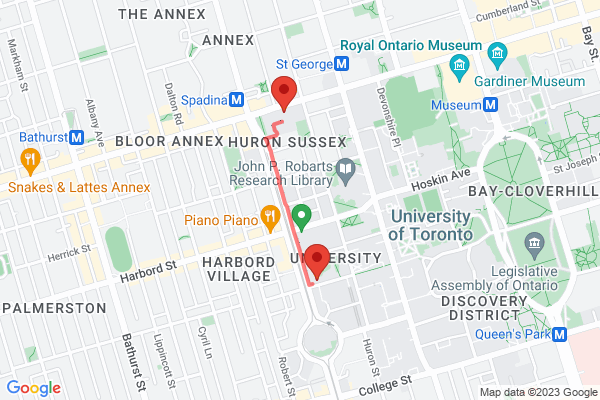 THE ANNEX
Cumberland St
Bay St
ANNEX
Markham St
Royal Ontario Museum
St George M
Gardiner Museum
Spadina M
Albany Ave
Dalton Rd
Devonshire Pl
Museum M
Bathurst M
BLOOR ANNEX
HURON SUSSEX
St Joseph S
John P. Robarts
Research Library
Hoskin Ave
Snakes & Lattes Annex
BAY-CLOVERHILL
Piano Piano
University
of Toronto
Herrick St
Harbord St
HARBORD
VILLAGE
UNIVERSITY
Legislative
Assembly of Ontario
PALMERSTON
DISCOVERY
DISTRICT
Bathurst St
Lippincott St
Cyril Ln
Robert St
Huron St
Queen's Park M
College St
Google
Map data ©2023 Google